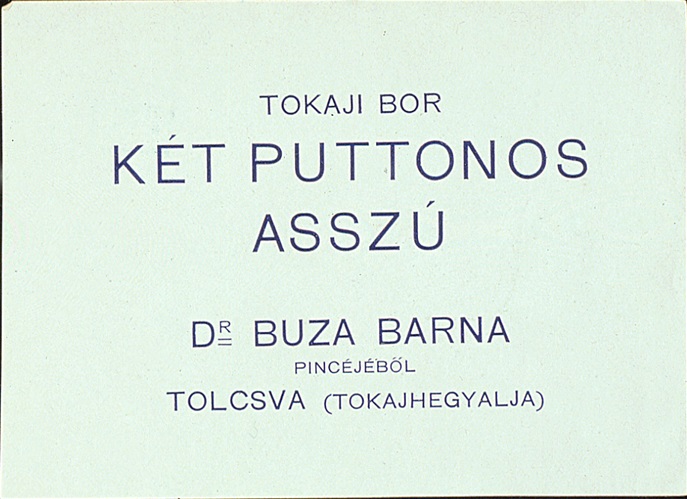 TOKAJI BOR
KÉT PUTTONOS
ASSZÚ
DR BUZA BARNA
PINCÉJÉBŐL
TOLCSVA (TOKAJHEGYALJA)